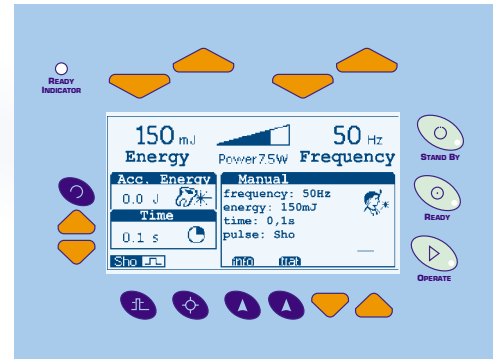 READY
INDICATOR
150 mJ
50 Hz
Energy
Power 7.5W
Frequency
STAND BY
Acc. Energy
0.0 J
Time
0.1 s
Sho
Manual
frequency: 50Hz
energy: 150mJ
time: 0,1s
pulse: Sho
info
READY
OPERATE